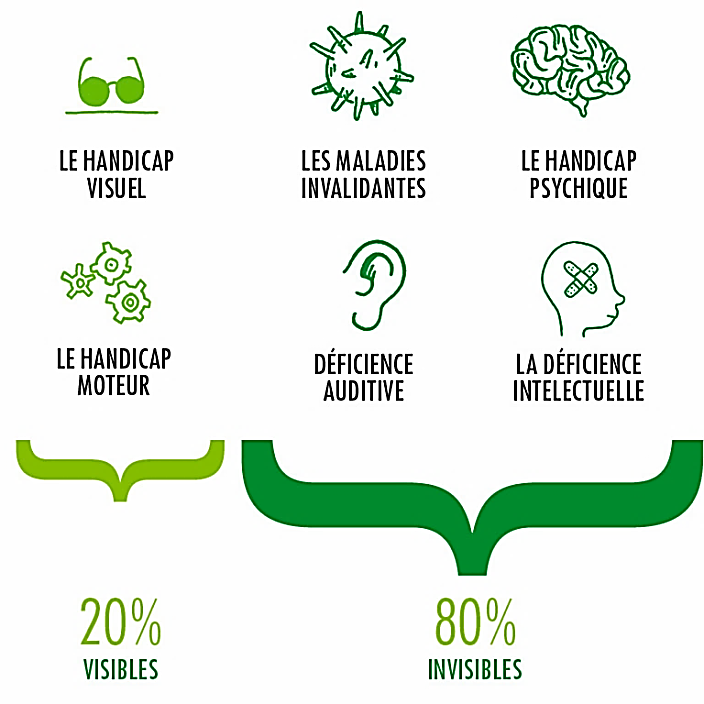 LE HANDICAP
VISUEL
LES MALADIES
INVALIDANTES
LE HANDICAP
PSYCHIQUE
LE HANDICAP
MOTEUR
DÉFICIENCE
AUDITIVE
LA DÉFICIENCE
INTELECTUELLE
20%
VISIBLES
80%
INVISIBLES